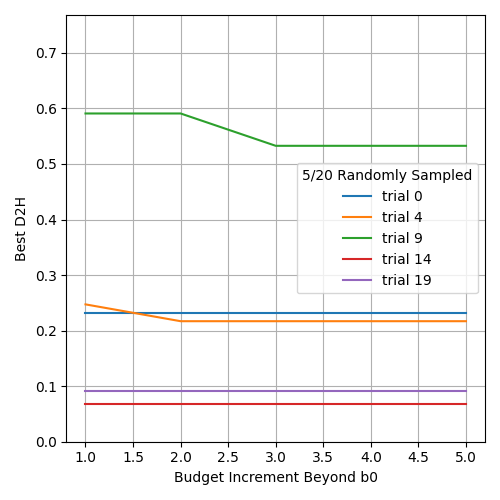 0.7
0.6
0.5
0.4
0.3
0.2
0.1
0.0
Best D2H
5/20 Randomly Sampled
trial 0
trial 4
trial 9
trial 14
trial 19
1.0 1.5 2.0 2.5 3.0 3.5 4.0 4.5 5.0
Budget Increment Beyond b0